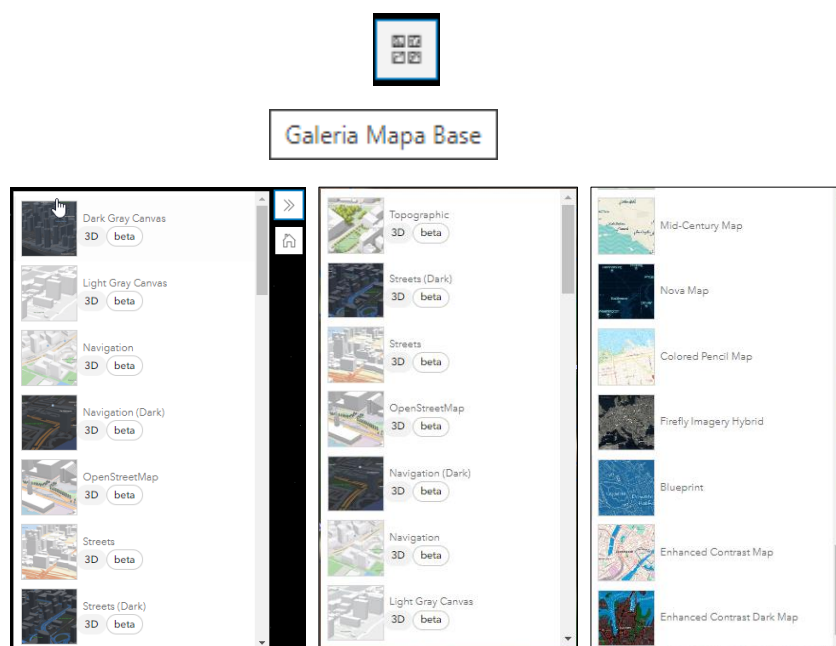 Galeria Mapa Base
Dark Gray Canvas
3D beta
Light Gray Canvas
3D beta
Navigation
3D beta
Navigation (Dark)
3D beta
OpenStreetMap
3D beta
Streets
3D beta
Streets (Dark)
3D beta
Topographic
3D beta
Streets (Dark)
3D beta
Streets
3D beta
OpenStreetMap
3D beta
Navigation (Dark)
3D beta
Navigation
3D beta
Light Gray Canvas
3D beta
Mid-Century Map
Nova Map
Colored Pencil Map
Firefly Imagery Hybrid
Blueprint
Enhanced Contrast Map
Enhanced Contrast Dark Map